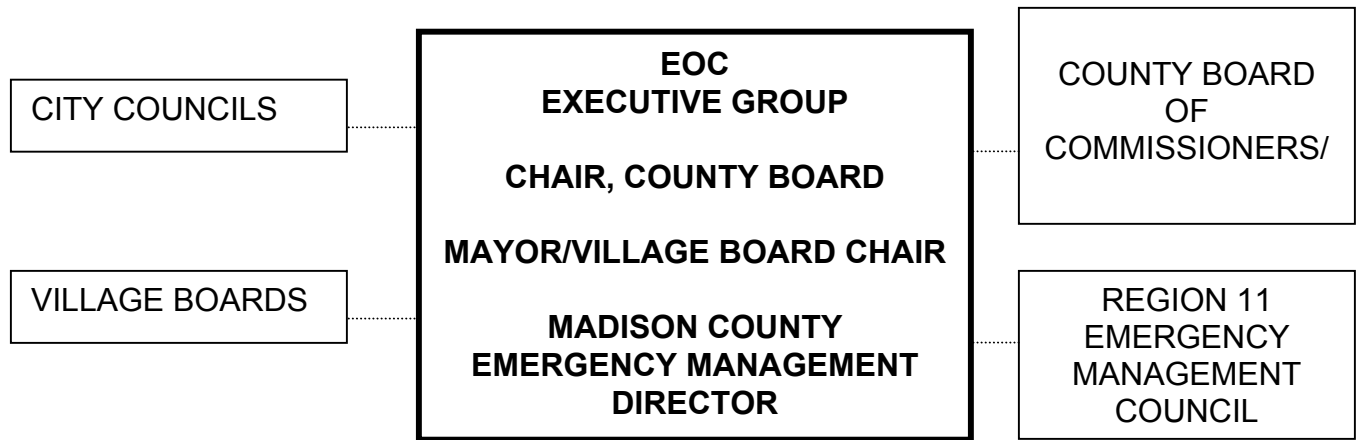 CITY COUNCILS
VILLAGE BOARDS
EOC
EXECUTIVE GROUP
CHAIR, COUNTY BOARD
MAYOR/VILLAGE BOARD CHAIR
MADISON COUNTY
EMERGENCY MANAGEMENT
DIRECTOR
COUNTY BOARD
OF
COMMISSIONERS/
REGION 11
EMERGENCY
MANAGEMENT
COUNCIL